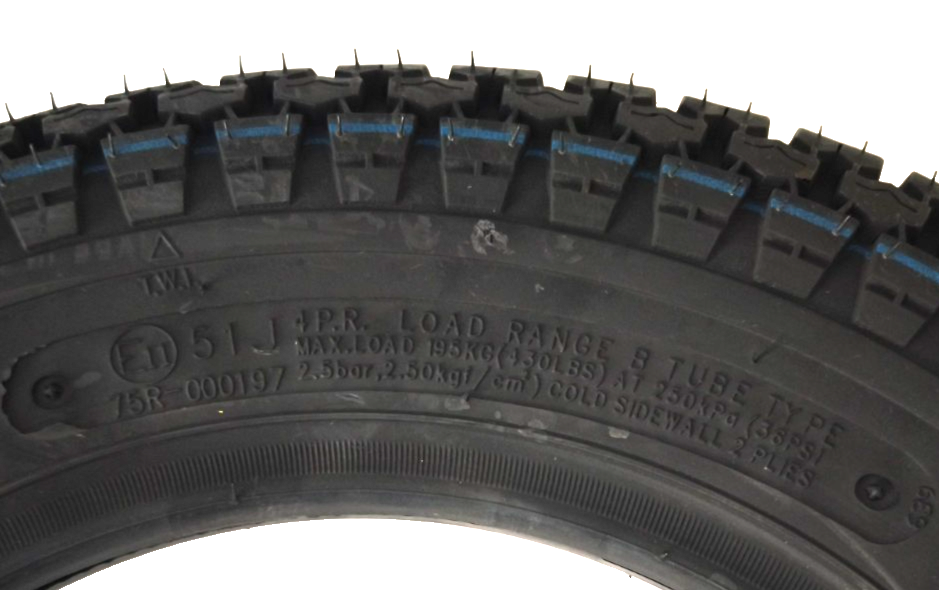 T.W.I.
E11 51J
75R-000197
4P.R. LOAD RANGE B TUBE TYPE
MAX.LOAD 195KG(430LBS) AT 250KPa (36PSI
2.5bar,2.50kgf/cm²) COLD SIDEWALL 2 PLIES
639